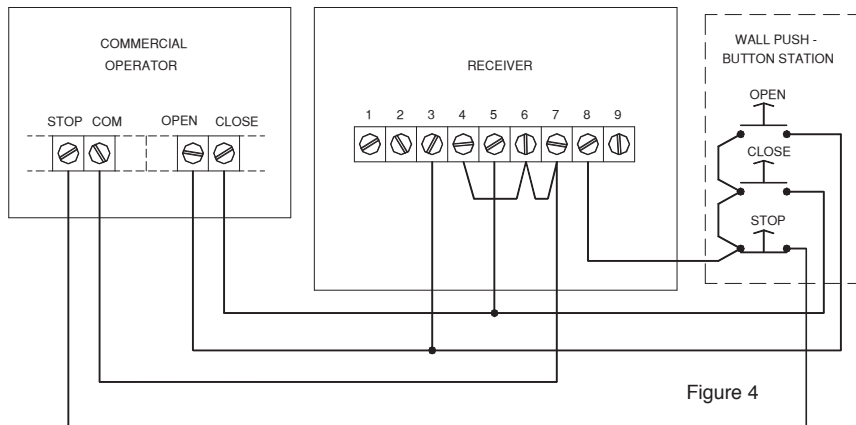 COMMERCIAL
OPERATOR
STOP COM OPEN CLOSE
RECEIVER
1 2 3 4 5 6 7 8 9
WALL PUSH -
BUTTON STATION
OPEN
CLOSE
STOP
Figure 4